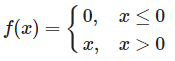 f(x) = { 0, x ≤ 0
x, x > 0